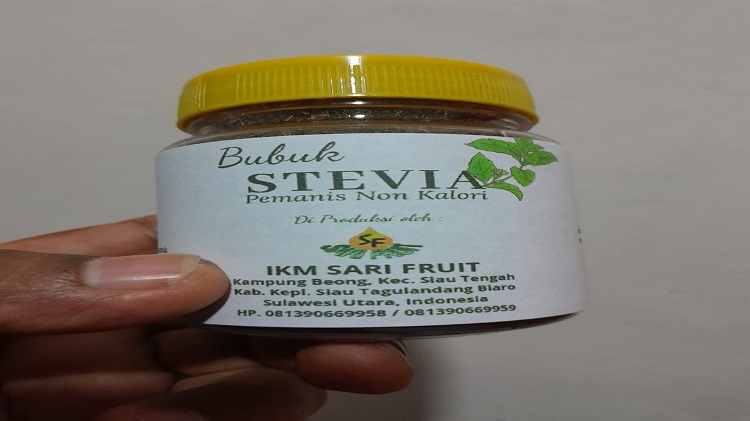 Bubuk
STEVIA
Pemanis Non Kalori
Di Produksi oleh :
SF
IKM SARI FRUIT
Kampung Beong, Kec. Siau Tengah
Kab. Kepl. Siau Tagulandang Biaro
Sulawesi Utara, Indonesia
HP. 081390669958 / 081390669959